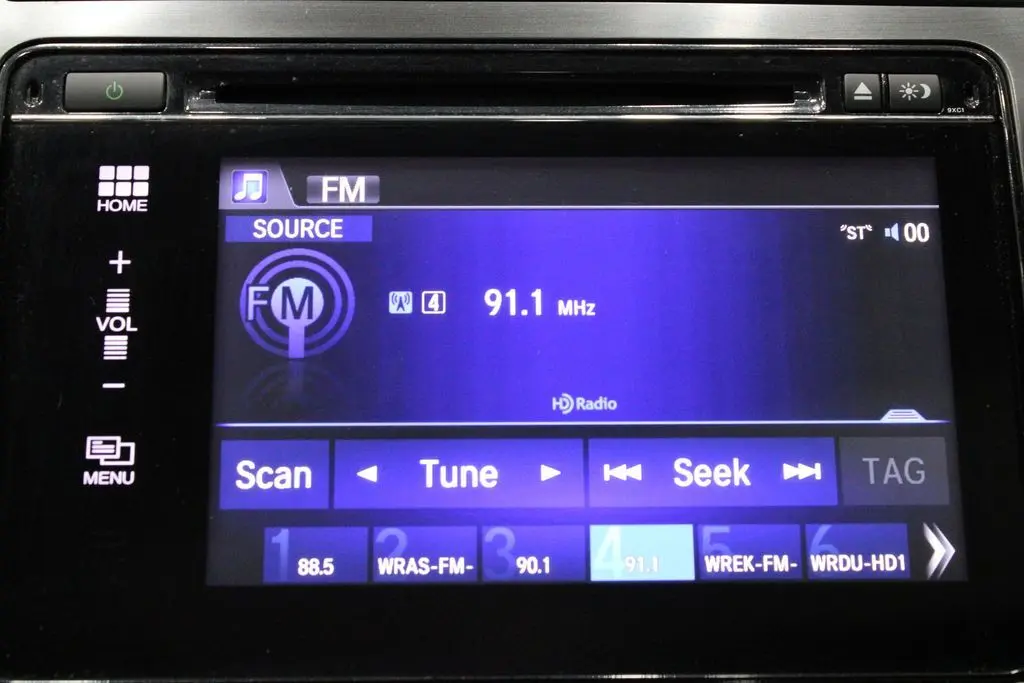 9XC1
HOME
FM
SOURCE
"ST" 00
FM
4 91.1 MHz
VOL
HD Radio
MENU
Scan Tune Seek TAG
1 88.5 2 WRAS-FM- 3 90.1 4 91.1 5 WREK-FM- 6 WRDU-HD1